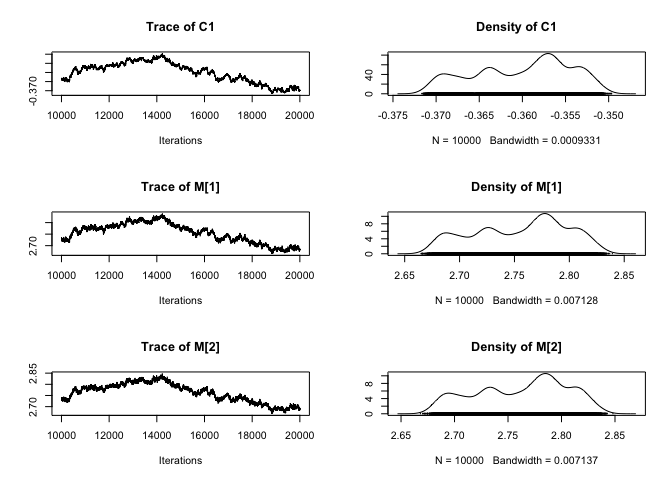 Trace of C1
-0.370
10000 12000 14000 16000 18000 20000
Iterations
Density of C1
0 40
-0.375 -0.370 -0.365 -0.360 -0.355 -0.350
N = 10000 Bandwidth = 0.0009331
Trace of M[1]
2.70
10000 12000 14000 16000 18000 20000
Iterations
Density of M[1]
0 4 8
2.65 2.70 2.75 2.80 2.85
N = 10000 Bandwidth = 0.007128
Trace of M[2]
2.70 2.85
10000 12000 14000 16000 18000 20000
Iterations
Density of M[2]
0 4 8
2.65 2.70 2.75 2.80 2.85
N = 10000 Bandwidth = 0.007137